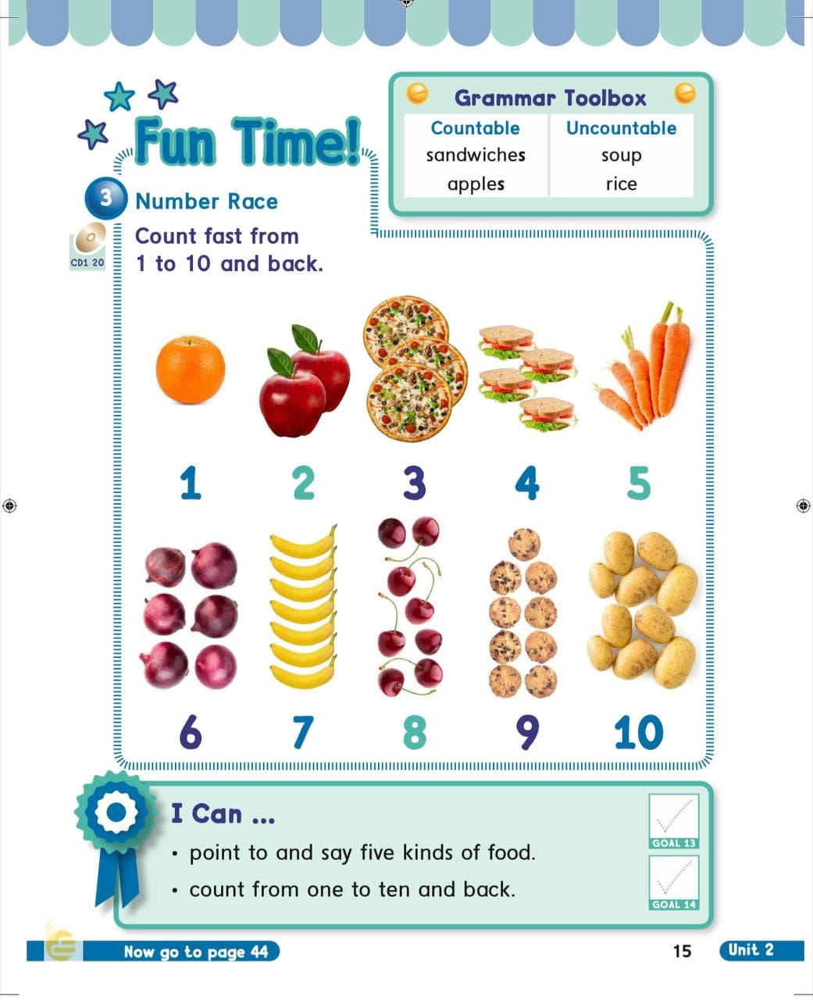 Fun Time!
Grammar Toolbox
Countable Uncountable
sandwiches soup
apples rice
3 Number Race
CD1 20
Count fast from
1 to 10 and back.
1 2 3 4 5
6 7 8 9 10
I Can ...
• point to and say five kinds of food.
GOAL 13
• count from one to ten and back.
GOAL 14
Now go to page 44
15 Unit 2